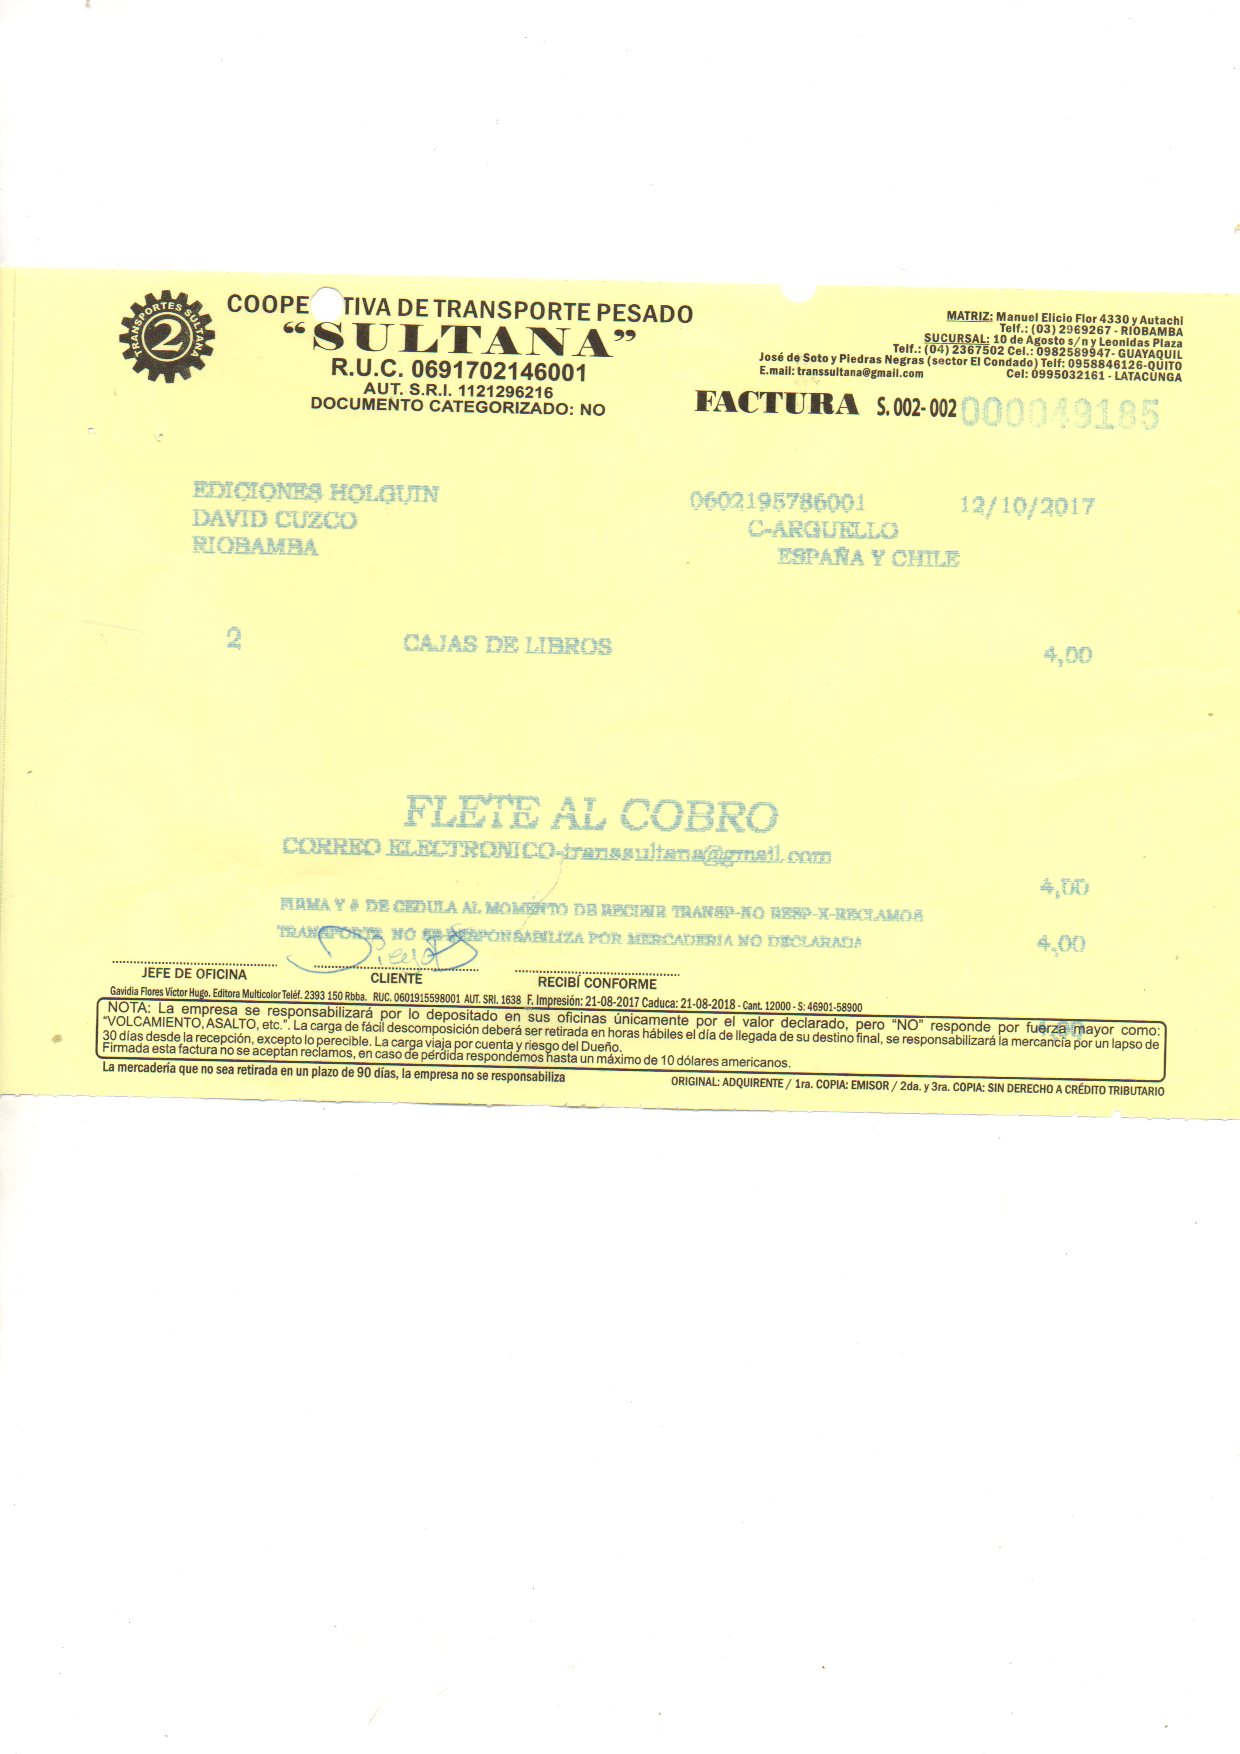 TRANSPORTES SULTANA
2
COOPE TIVA DE TRANSPORTE PESADO
“SULTANA”
R.U.C. 0691702146001
AUT. S.R.I. 1121296216
DOCUMENTO CATEGORIZADO: NO
MATRIZ: Manuel Elicio Flor 4330 y Autachi
Telf.: (03) 2969267 - RIOBAMBA
SUCURSAL: 10 de Agosto s/n y Leonidas Plaza
Telf.: (04) 2367502 Cel.: 0982589947- GUAYAQUIL
José de Soto y Piedras Negras (sector El Condado) Telf: 0958846126-QUITO
E.mail: transsultana@gmail.com Cel: 0995032161 - LATACUNGA
FACTURA S. 002- 002 000049185
EDICIONES HOLGUIN 0602195786001 12/10/2017
DAVID CUZCO C-ARGUELLO
RIOBAMBA ESPAÑA Y CHILE
2 CAJAS DE LIBROS 4,00
FLETE AL COBRO
CORREO ELECTRONICO-transsultana@gmail.com
4,00
FIRMA Y # DE CEDULA AL MOMENTO DE RECIBIR TRANSP-NO RESP-X-RECLAMOS
TRANSPORTE NO SE RESPONSABILIZA POR MERCADERIA NO DECLARADA 4,00
JEFE DE OFICINA CLIENTE RECIBÍ CONFORME
Gavidia Flores Víctor Hugo. Editora Multicolor Teléf. 2393 150 Rbba. RUC. 0601915598001 AUT. SRI. 1638 F. Impresión: 21-08-2017 Caduca: 21-08-2018 - Cant. 12000 - S: 46901-58900
NOTA: La empresa se responsabilizará por lo depositado en sus oficinas únicamente por el valor declarado, pero “NO” responde por fuerza mayor como:
“VOLCAMIENTO, ASALTO, etc.”. La carga de fácil descomposición deberá ser retirada en horas hábiles el día de llegada de su destino final, se responsabilizará la mercancía por un lapso de
30 días desde la recepción, excepto lo perecible. La carga viaja por cuenta y riesgo del Dueño.
Firmada esta factura no se aceptan reclamos, en caso de pérdida respondemos hasta un máximo de 10 dólares americanos.
La mercadería que no sea retirada en un plazo de 90 días, la empresa no se responsabiliza
ORIGINAL: ADQUIRENTE / 1ra. COPIA: EMISOR / 2da. y 3ra. COPIA: SIN DERECHO A CRÉDITO TRIBUTARIO